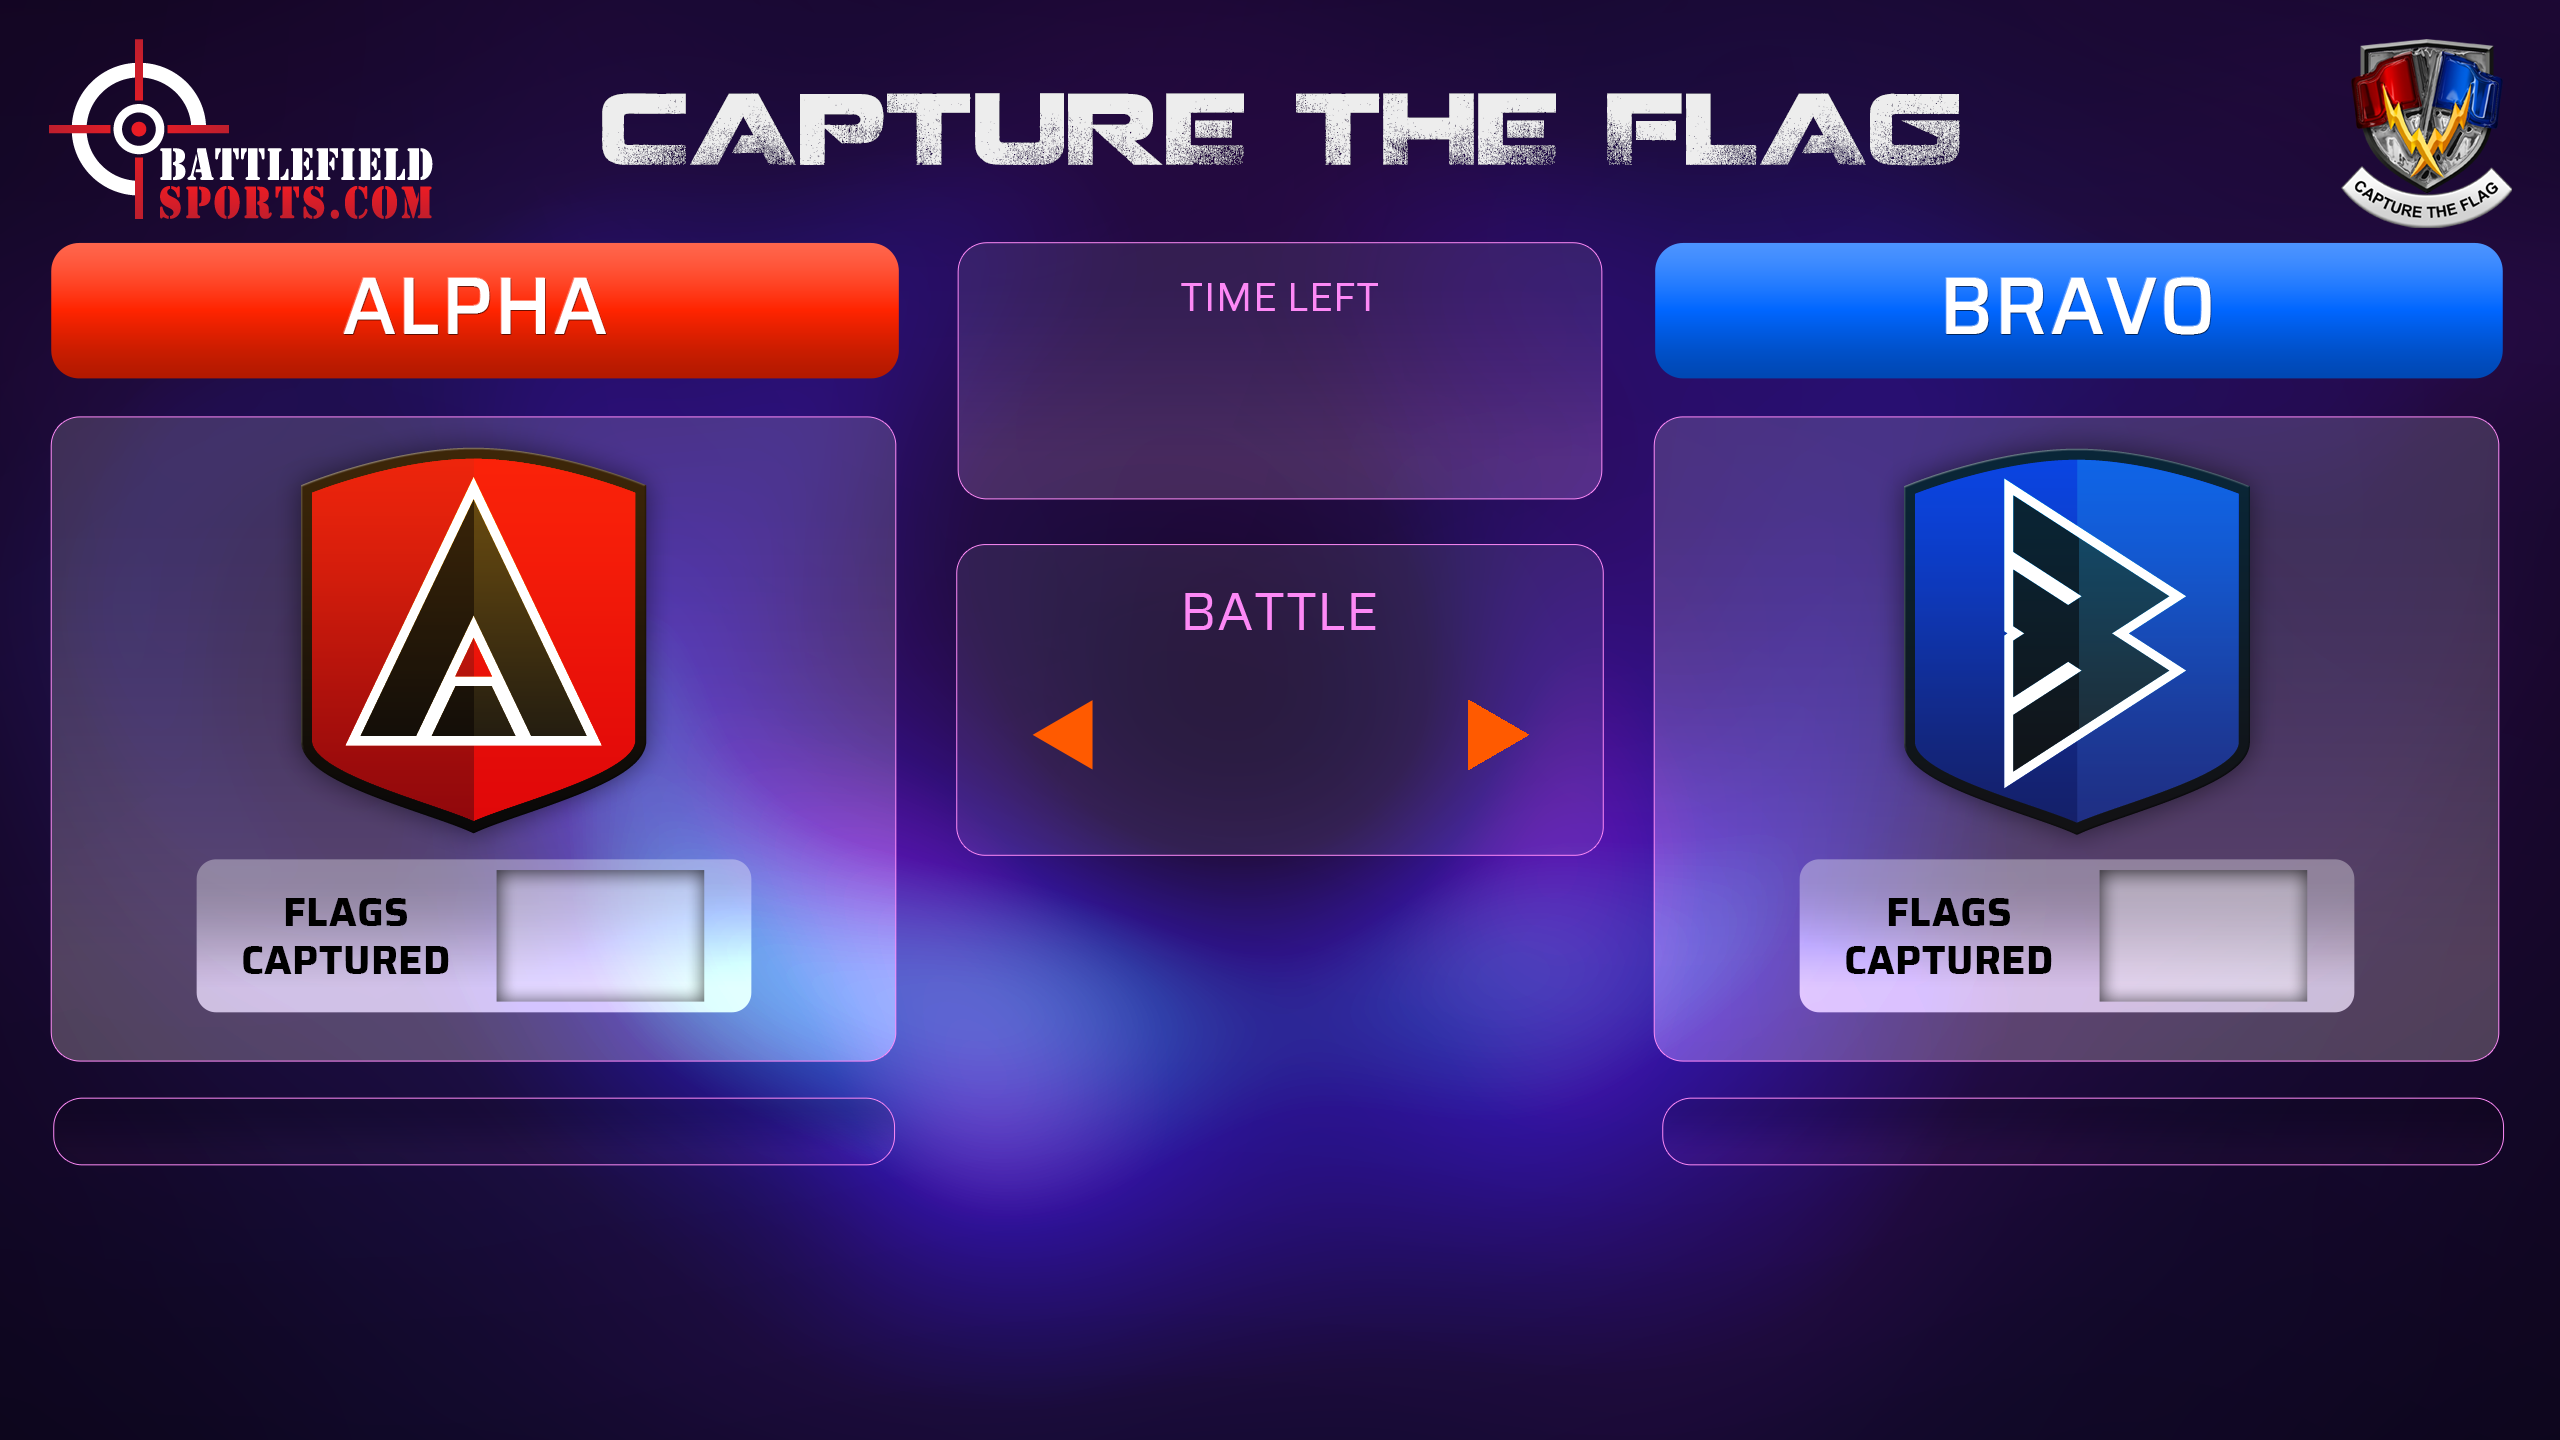 BATTLEFIELD
SPORTS.COM
CAPTURE THE FLAG
CAPTURE THE FLAG
ALPHA
TIME LEFT
BRAVO
BATTLE
FLAGS
CAPTURED
FLAGS
CAPTURED